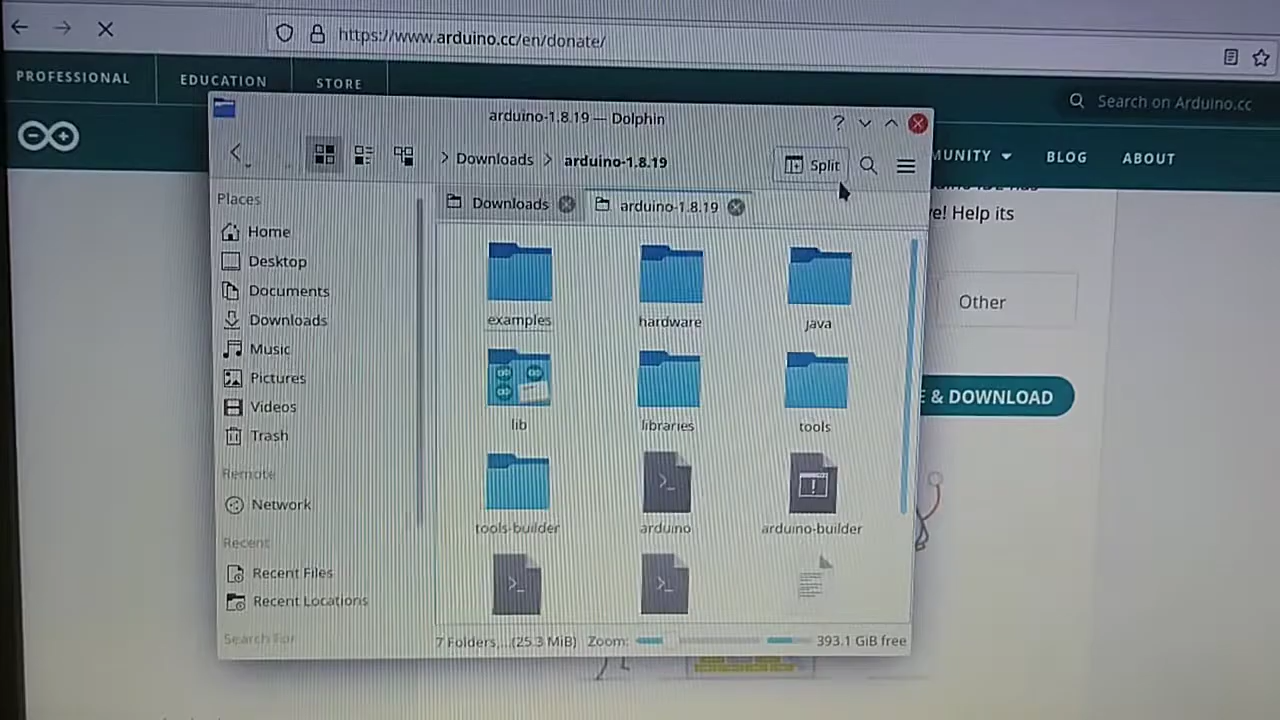 https://www.arduino.cc/en/donate/
PROFESSIONAL
EDUCATION
STORE
Search on Arduino.cc
MUNITY
BLOG
ABOUT
arduino-1.8.19 — Dolphin
?
Downloads
arduino-1.8.19
Split
Downloads
arduino-1.8.19
e! Help its
Other
E & DOWNLOAD
Places
Home
Desktop
Documents
Downloads
Music
Pictures
Videos
Trash
Remote
Network
Recent
Recent Files
Recent Locations
Search For
examples
hardware
java
lib
libraries
tools
tools-builder
arduino
arduino-builder
7 Folders,...(25.3 MiB)
Zoom:
393.1 GiB free